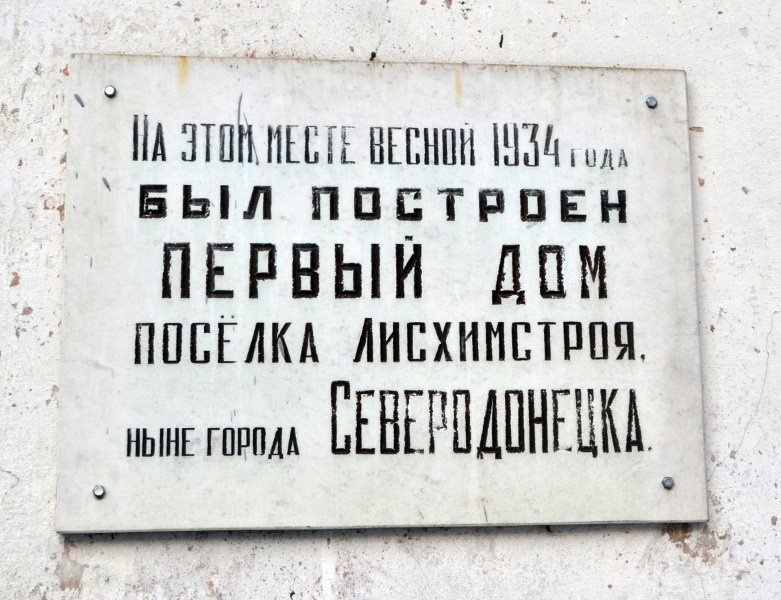 На этом месте весной 1934 года
был построен
первый дом
посёлка Лисхимстроя,
ныне города Северодонецка.